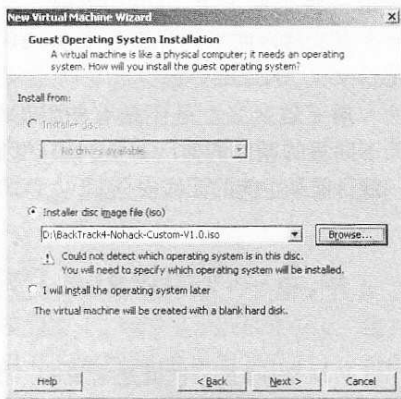 New Virtual Machine Wizard
Guest Operating System Installation
A virtual machine is like a physical computer; it needs an operating
system. How will you install the guest operating system?
Install from:
Installer disc:
No drives available
Installer disc image file (iso)
D:\BackTrack4-Nohack-Custom-V1.0.iso
Browse...
Could not detect which operating system is in this disc.
You will need to specify which operating system will be installed.
I will install the operating system later
The virtual machine will be created with a blank hard disk.
Help
< Back
Next >
Cancel